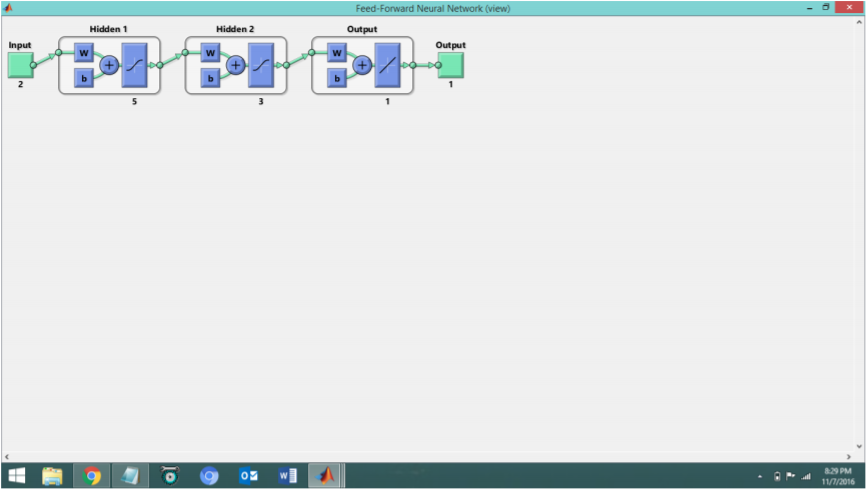 Feed-Forward Neural Network (view)
Hidden 1
Hidden 2
Output
Input
Output
W
W
W
b
b
b
2
5
3
1
1
8:29 PM
11/7/2016